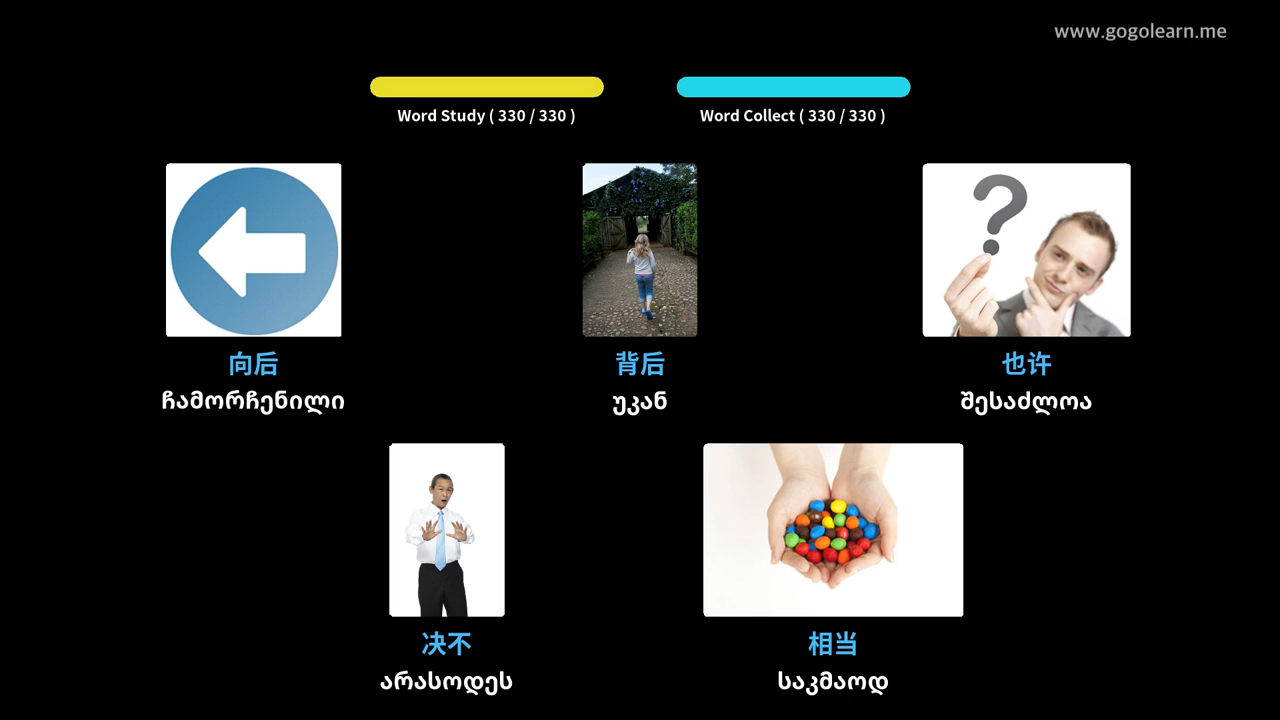 www.gogolearn.me
Word Study ( 330 / 330 )
Word Collect ( 330 / 330 )
向后
ჩამორჩენილი
背后
უკან
也许
შესაძლოა
决不
არასოდეს
相当
საკმაოდ